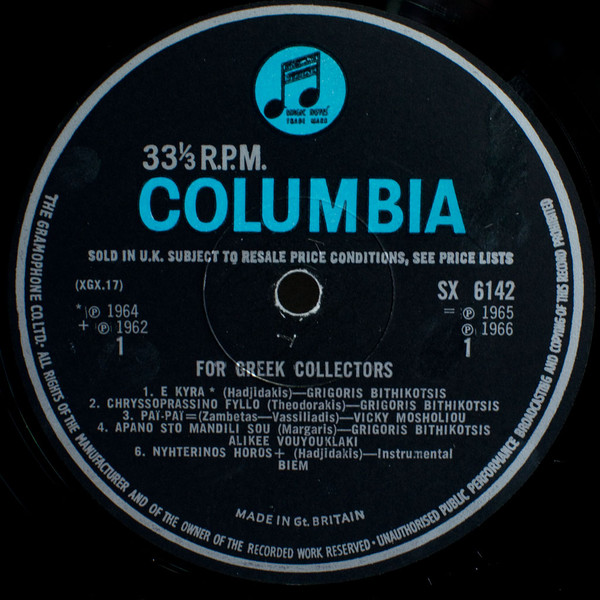 MAGIC NOTES
TRADE MARK
33⅓ R.P.M.
COLUMBIA
SOLD IN U.K. SUBJECT TO RESALE PRICE CONDITIONS, SEE PRICE LISTS
(XGX.17)
SX 6142
* ℗ 1964
= ℗ 1965
+ ℗ 1962
℗ 1966
1
1
FOR GREEK COLLECTORS
1. E KYRA * (Hadjidakis)—GRIGORIS BITHIKOTSIS
2. CHRYSSOPRASSINO FYLLO (Theodorakis)—GRIGORIS BITHIKOTSIS
3. PAI-PAI= (Zambetas—Vassiliadis)—VICKY MOSHOLIOU
4. APANO STO MANDILI SOU (Margaris)—GRIGORIS BITHIKOTSIS
ALIKEE VOUYOUKLAKI
6. NYHTERINOS HOROS+ (Hadjidakis)—Instrumental
BIEM
MADE IN Gt. BRITAIN
THE GRAMOPHONE CO. LTD. ALL RIGHTS OF THE MANUFACTURER AND OF THE OWNER OF THE RECORDED WORK RESERVED · UNAUTHORISED PUBLIC PERFORMANCE BROADCASTING AND COPYING OF THIS RECORD PROHIBITED